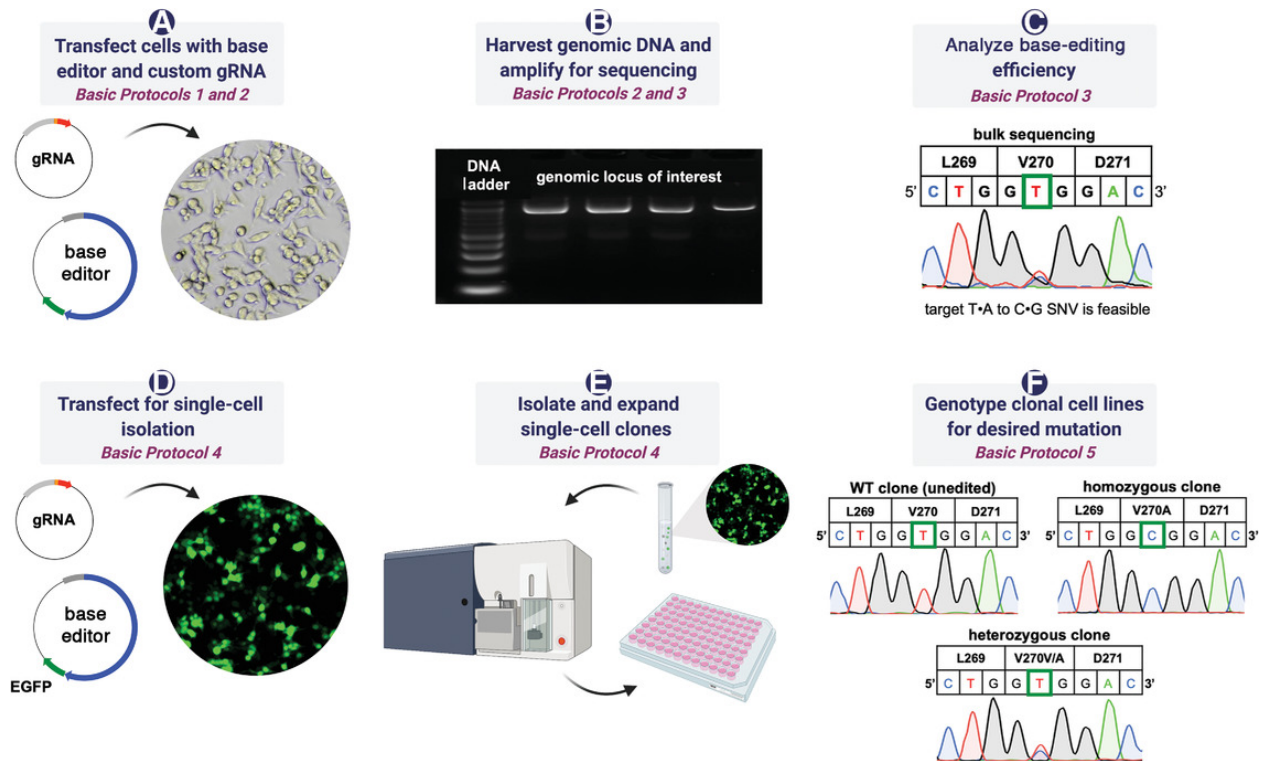 A
Transfect cells with base
editor and custom gRNA
Basic Protocols 1 and 2
gRNA
base
editor
B
Harvest genomic DNA and
amplify for sequencing
Basic Protocols 2 and 3
DNA
ladder
genomic locus of interest
C
Analyze base-editing
efficiency
Basic Protocol 3
bulk sequencing
L269 V270 D271
5' C T G G T G G A C 3'
target T•A to C•G SNV is feasible
D
Transfect for single-cell
isolation
Basic Protocol 4
gRNA
base
editor
EGFP
E
Isolate and expand
single-cell clones
Basic Protocol 4
F
Genotype clonal cell lines
for desired mutation
Basic Protocol 5
WT clone (unedited)
L269 V270 D271
5' C T G G T G G A C 3'
homozygous clone
L269 V270A D271
5' C T G G C G G A C 3'
heterozygous clone
L269 V270V/A D271
5' C T G G T G G A C 3'